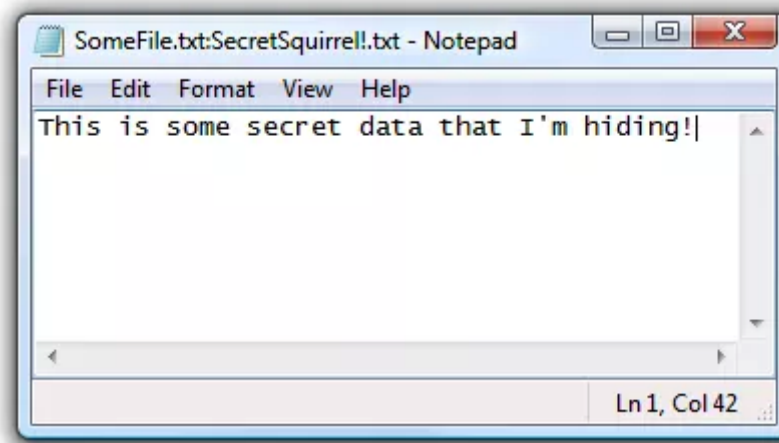 SomeFile.txt:SecretSquirrel!.txt - Notepad
File Edit Format View Help
This is some secret data that I'm hiding!
Ln 1, Col 42